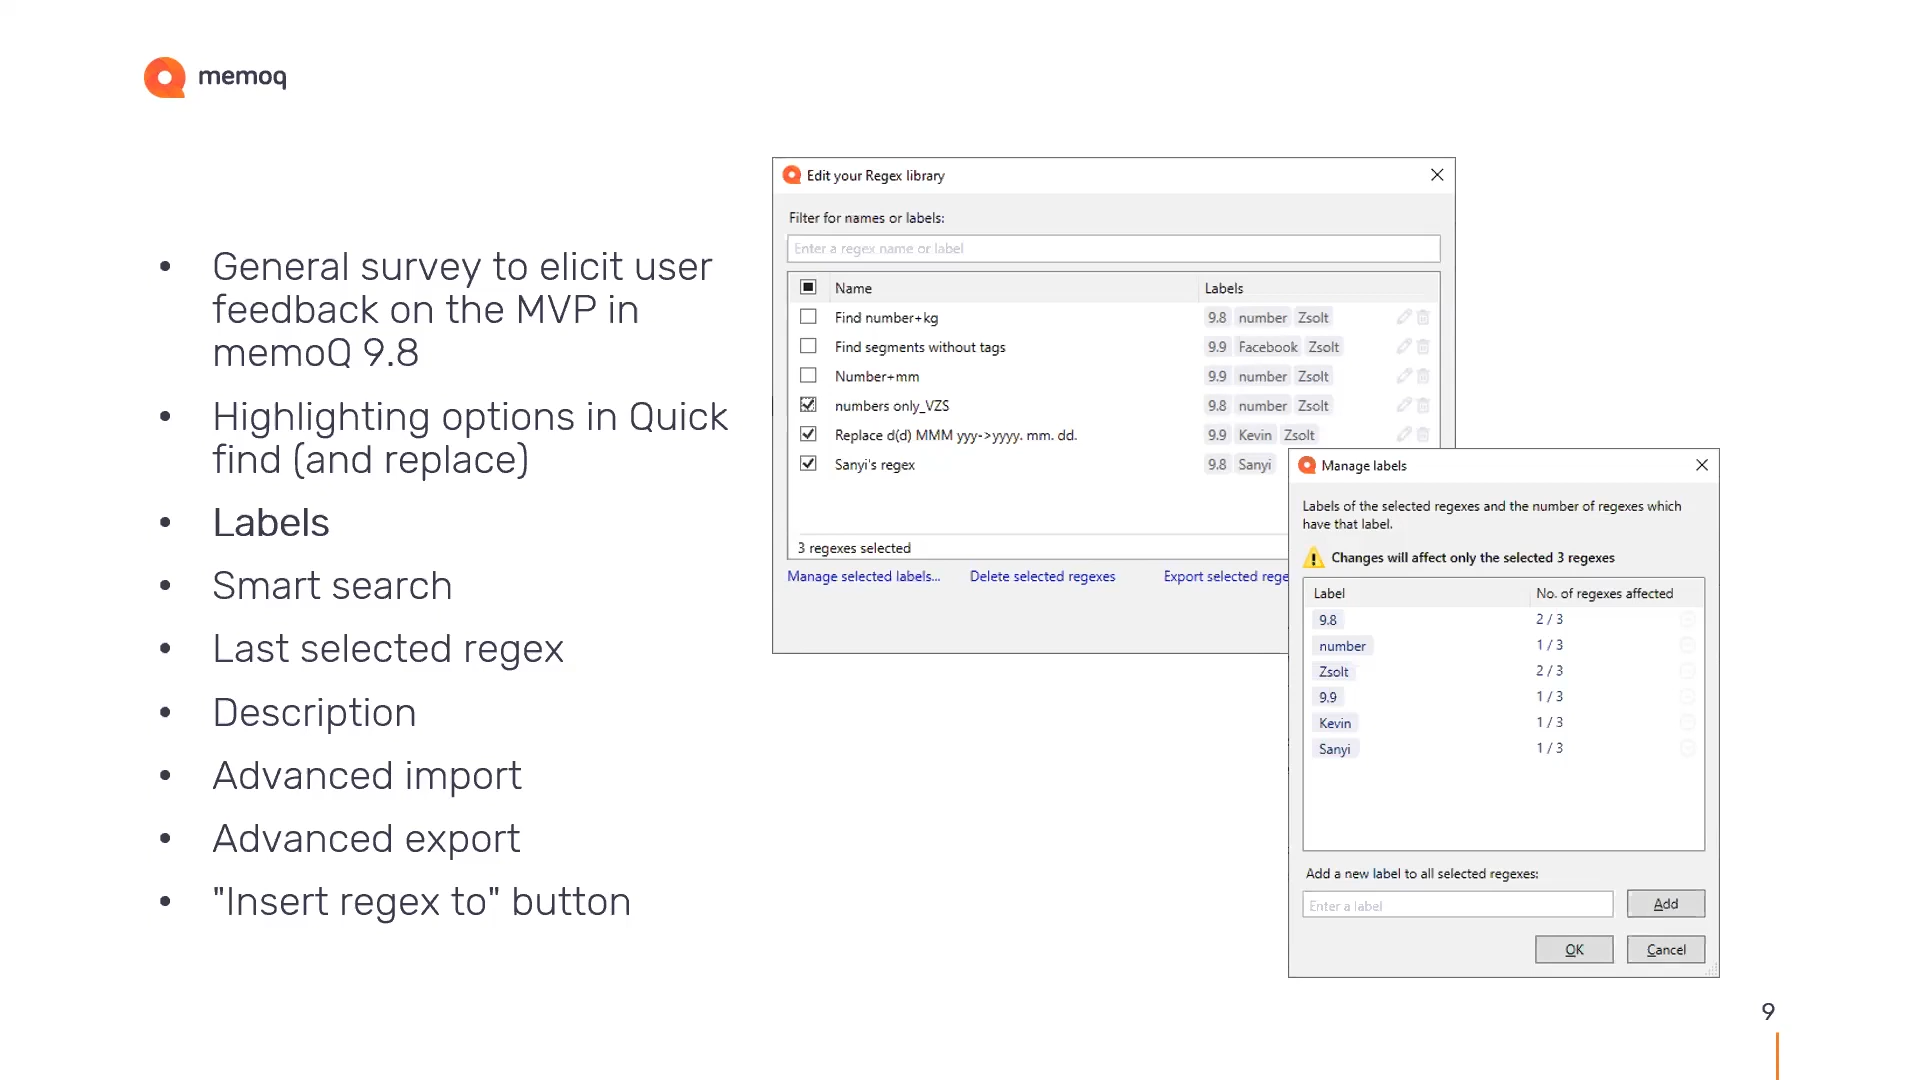 memoq
• General survey to elicit user
feedback on the MVP in
memoQ 9.8
• Highlighting options in Quick
find (and replace)
• Labels
• Smart search
• Last selected regex
• Description
• Advanced import
• Advanced export
• "Insert regex to" button
Edit your Regex library
Filter for names or labels:
Enter a regex name or label
Name Labels
Find number+kg 9.8 number Zsolt
Find segments without tags 9.9 Facebook Zsolt
Number+mm 9.9 number Zsolt
numbers only_VZS 9.8 number Zsolt
Replace d(d) MMM yyy->yyyy. mm. dd. 9.9 Kevin Zsolt
Sanyi's regex 9.8 Sanyi
3 regexes selected
Manage selected labels... Delete selected regexes Export selected rege
Manage labels
Labels of the selected regexes and the number of regexes which
have that label.
Changes will affect only the selected 3 regexes
Label No. of regexes affected
9.8 2 / 3
number 1 / 3
Zsolt 2 / 3
9.9 1 / 3
Kevin 1 / 3
Sanyi 1 / 3
Add a new label to all selected regexes:
Enter a label Add
OK Cancel
9